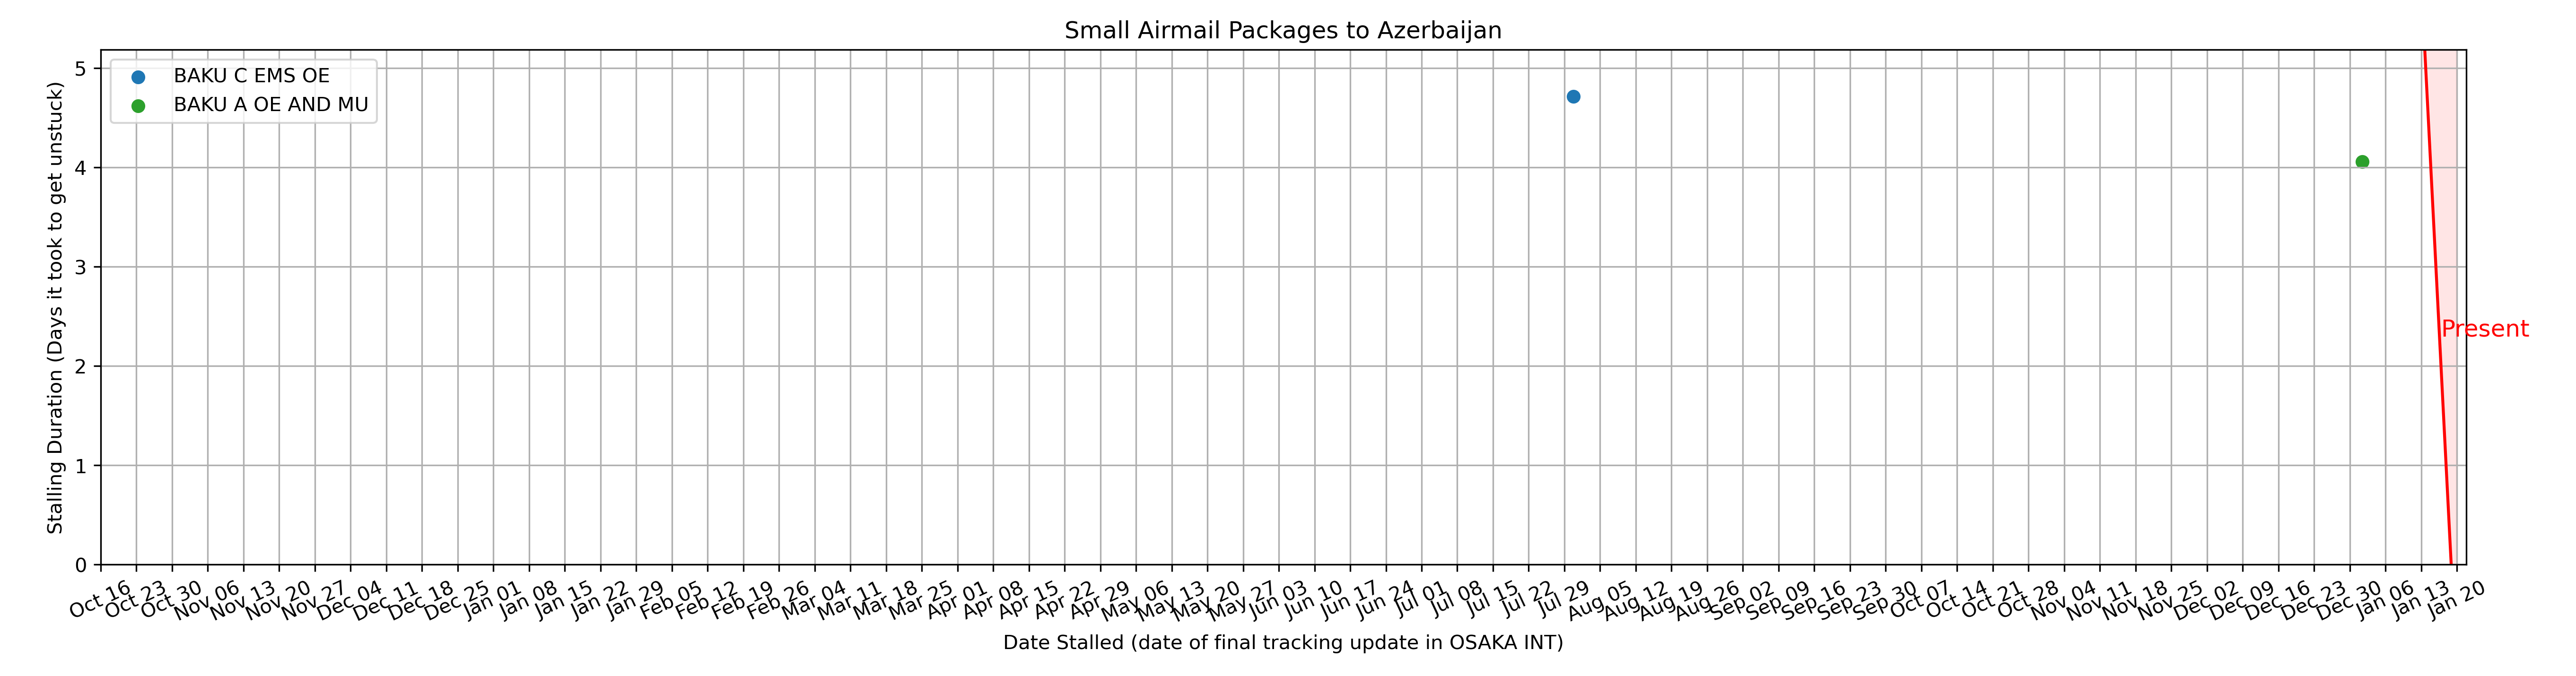 Small Airmail Packages to Azerbaijan
BAKU C EMS OE
BAKU A OE AND MU
Stalling Duration (Days it took to get unstuck)
5
4
3
2
1
0
Present
Oct 16 Oct 23 Oct 30 Nov 06 Nov 13 Nov 20 Nov 27 Dec 04 Dec 11 Dec 18 Dec 25 Jan 01 Jan 08 Jan 15 Jan 22 Jan 29 Feb 05 Feb 12 Feb 19 Feb 26 Mar 04 Mar 11 Mar 18 Mar 25 Apr 01 Apr 08 Apr 15 Apr 22 Apr 29 May 06 May 13 May 20 May 27 Jun 03 Jun 10 Jun 17 Jun 24 Jul 01 Jul 08 Jul 15 Jul 22 Jul 29 Aug 05 Aug 12 Aug 19 Aug 26 Sep 02 Sep 09 Sep 16 Sep 23 Sep 30 Oct 07 Oct 14 Oct 21 Oct 28 Nov 04 Nov 11 Nov 18 Nov 25 Dec 02 Dec 09 Dec 16 Dec 23 Dec 30 Jan 06 Jan 13 Jan 20
Date Stalled (date of final tracking update in OSAKA INT)